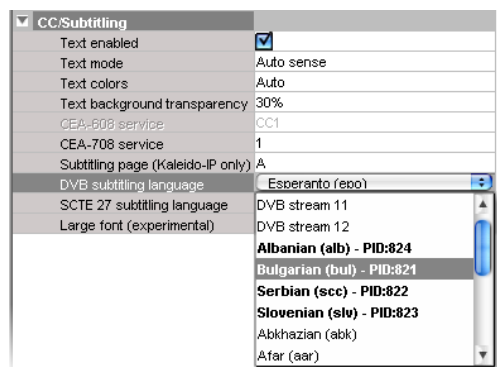 CC/Subtitling
Text enabled
Text mode Auto sense
Text colors Auto
Text background transparency 30%
CEA-608 service CC1
CEA-708 service 1
Subtitling page (Kaleido-IP only) A
DVB subtitling language Esperanto (epo)
SCTE 27 subtitling language DVB stream 11
Large font (experimental) DVB stream 12
Albanian (alb) - PID:824
Bulgarian (bul) - PID:821
Serbian (scc) - PID:822
Slovenian (slv) - PID:823
Abkhazian (abk)
Afar (aar)